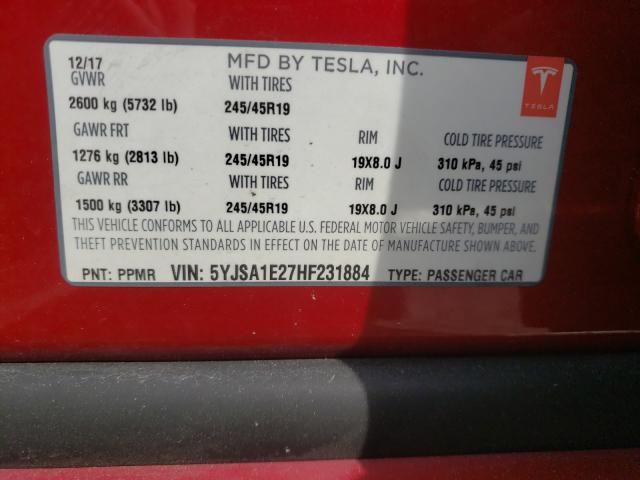 12/17 MFD BY TESLA, INC.
GVWR WITH TIRES
2600 kg (5732 lb) 245/45R19
TESLA
GAWR FRT WITH TIRES RIM COLD TIRE PRESSURE
1276 kg (2813 lb) 245/45R19 19X8.0 J 310 kPa, 45 psi
GAWR RR WITH TIRES RIM COLD TIRE PRESSURE
1500 kg (3307 lb) 245/45R19 19X8.0 J 310 kPa, 45 psi
THIS VEHICLE CONFORMS TO ALL APPLICABLE U.S. FEDERAL MOTOR VEHICLE SAFETY, BUMPER, AND
THEFT PREVENTION STANDARDS IN EFFECT ON THE DATE OF MANUFACTURE SHOWN ABOVE.
PNT: PPMR VIN: 5YJSA1E27HF231884 TYPE: PASSENGER CAR